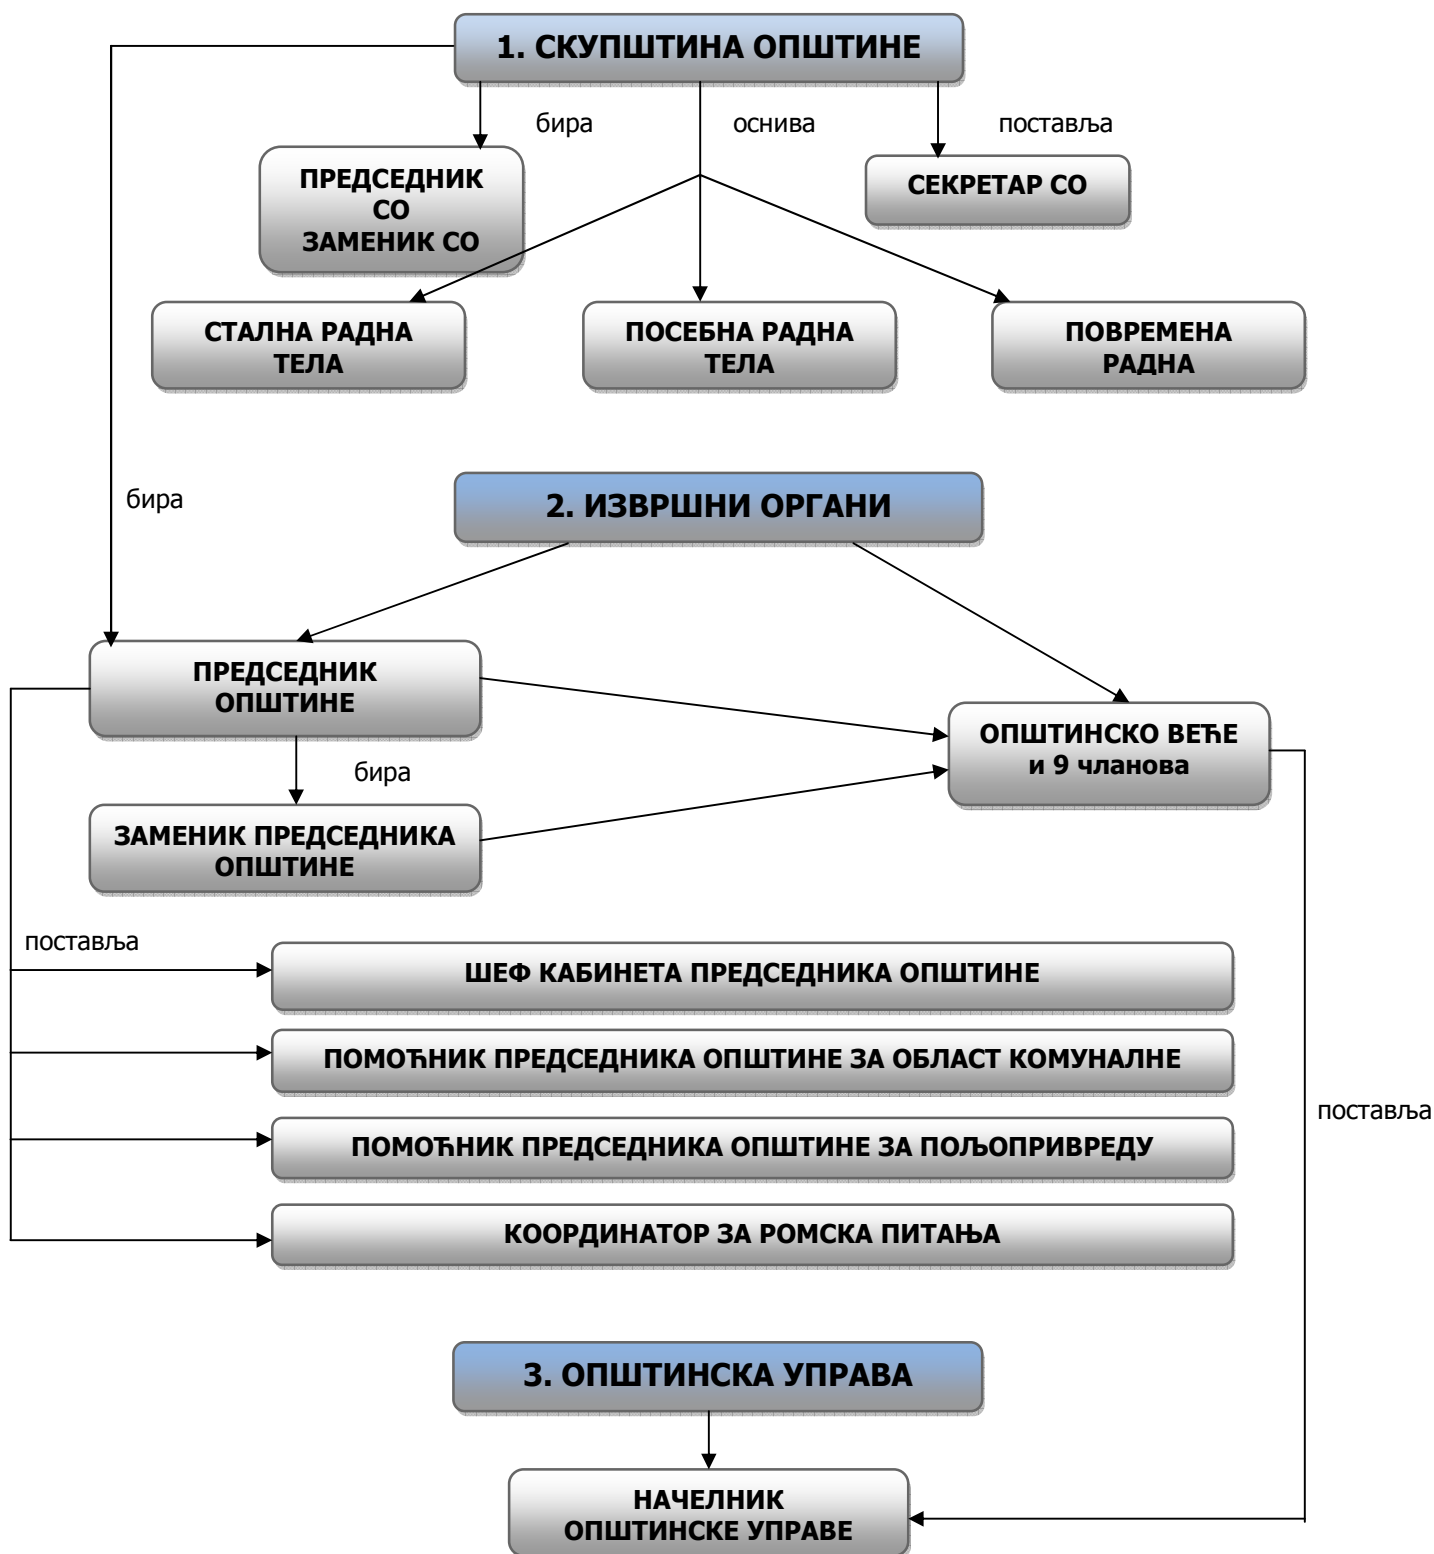 1. СКУПШТИНА ОПШТИНЕ
бира
оснива
поставља
ПРЕДСЕДНИК
СО
ЗАМЕНИК СО
СЕКРЕТАР СО
СТАЛНА РАДНА
ТЕЛА
ПОСЕБНА РАДНА
ТЕЛА
ПОВРЕМЕНА
РАДНА
бира
2. ИЗВРШНИ ОРГАНИ
ПРЕДСЕДНИК
ОПШТИНЕ
ОПШТИНСКО ВЕЋЕ
и 9 чланова
бира
ЗАМЕНИК ПРЕДСЕДНИКА
ОПШТИНЕ
поставља
ШЕФ КАБИНЕТА ПРЕДСЕДНИКА ОПШТИНЕ
ПОМОЋНИК ПРЕДСЕДНИКА ОПШТИНЕ ЗА ОБЛАСТ КОМУНАЛНЕ
поставља
ПОМОЋНИК ПРЕДСЕДНИКА ОПШТИНЕ ЗА ПОЉОПРИВРЕДУ
КООРДИНАТОР ЗА РОМСКА ПИТАЊА
3. ОПШТИНСКА УПРАВА
НАЧЕЛНИК
ОПШТИНСКЕ УПРАВЕ